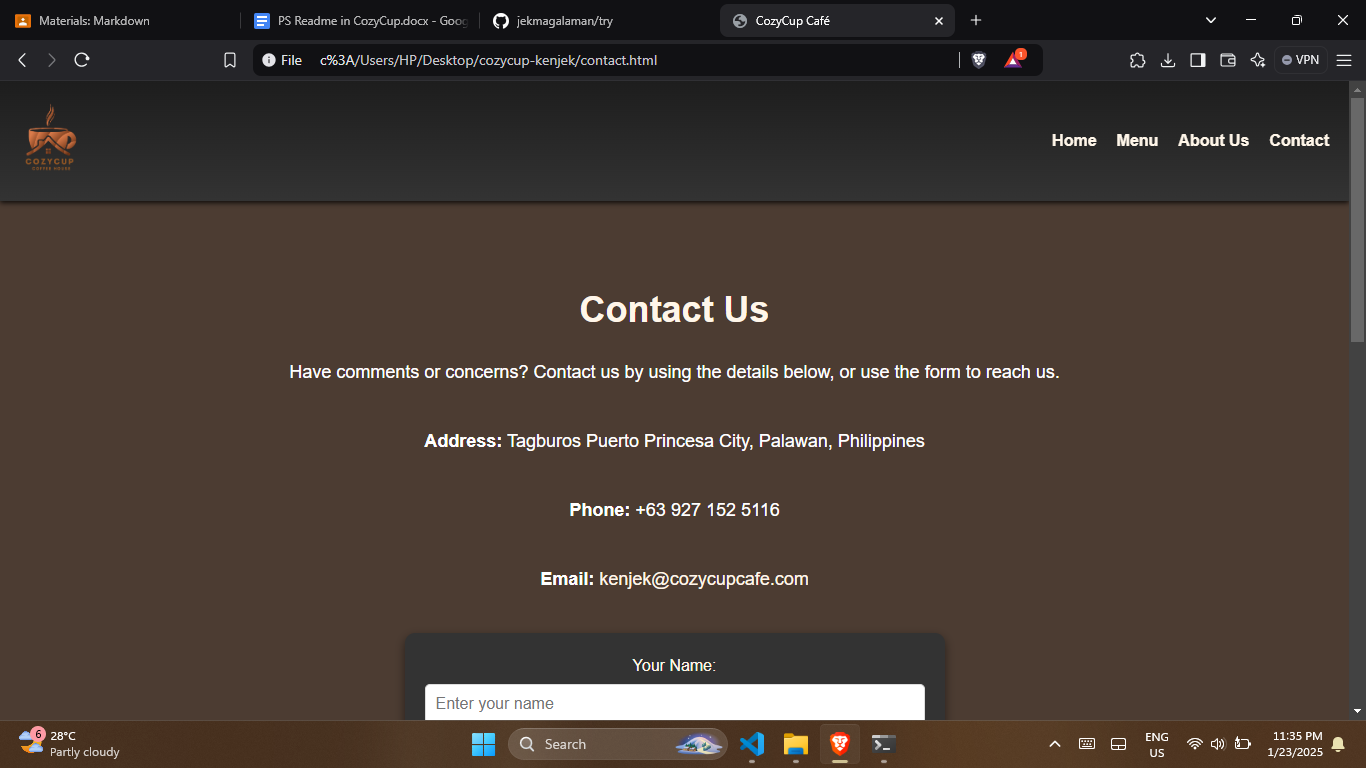 Materials: Markdown
PS Readme in CozyCup.docx - Goog
jekmagalaman/try
CozyCup Café
File c%3A/Users/HP/Desktop/cozycup-kenjek/contact.html
1
VPN
COZYCUP
COFFEE HOUSE
Home Menu About Us Contact
Contact Us
Have comments or concerns? Contact us by using the details below, or use the form to reach us.
Address: Tagburos Puerto Princesa City, Palawan, Philippines
Phone: +63 927 152 5116
Email: kenjek@cozycupcafe.com
Your Name:
Enter your name
6
28°C
Partly cloudy
Search
ENG
US
11:35 PM
1/23/2025